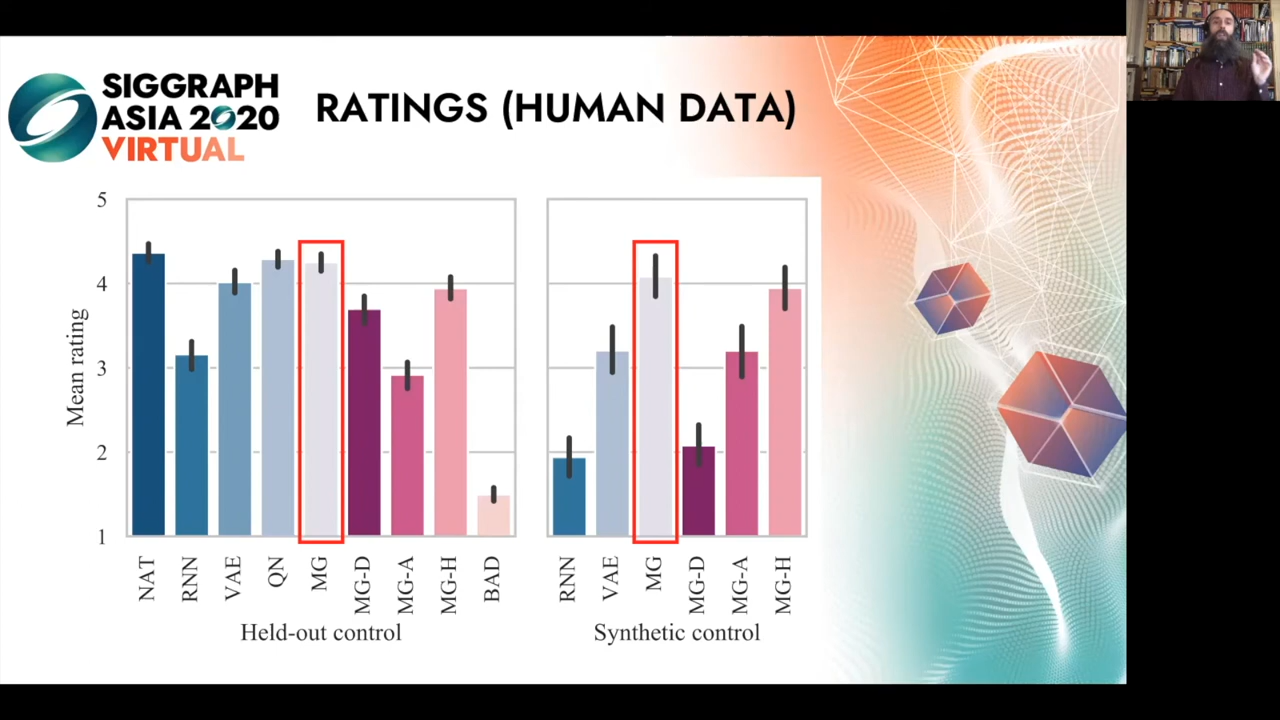 SIGGRAPH
ASIA 2020
VIRTUAL
RATINGS (HUMAN DATA)
Mean rating
5
4
3
2
1
NAT
RNN
VAE
QN
MG
MG-D
MG-A
MG-H
BAD
Held-out control
RNN
VAE
MG
MG-D
MG-A
MG-H
Synthetic control